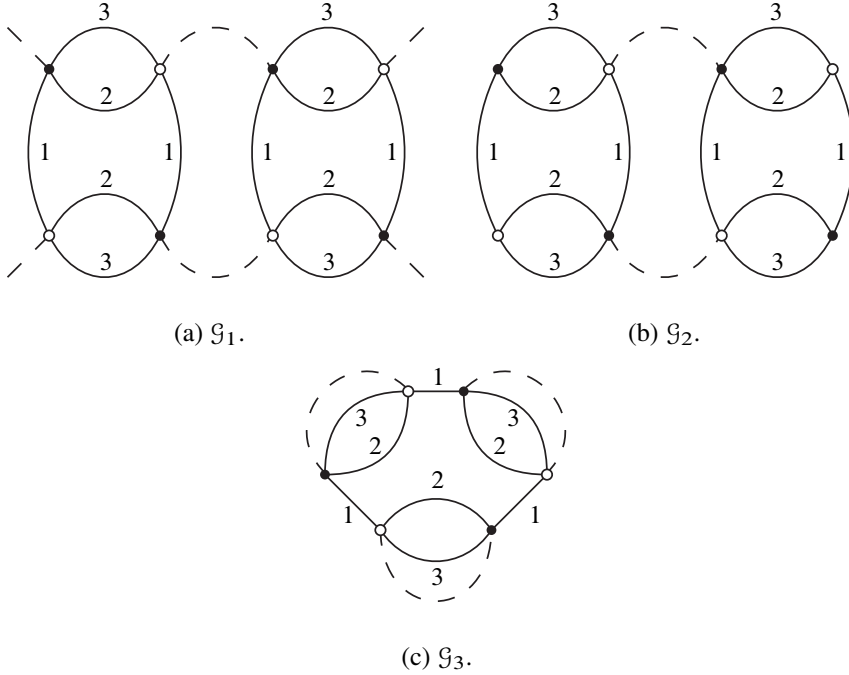 3 3 3 3
2 2 2 2
1 1 1 1 1 1 1 1
2 2 2 2
3 3 3 3
(a) 𝒢₁. (b) 𝒢₂.
1
3 3
2 2
2
1 1
3
(c) 𝒢₃.